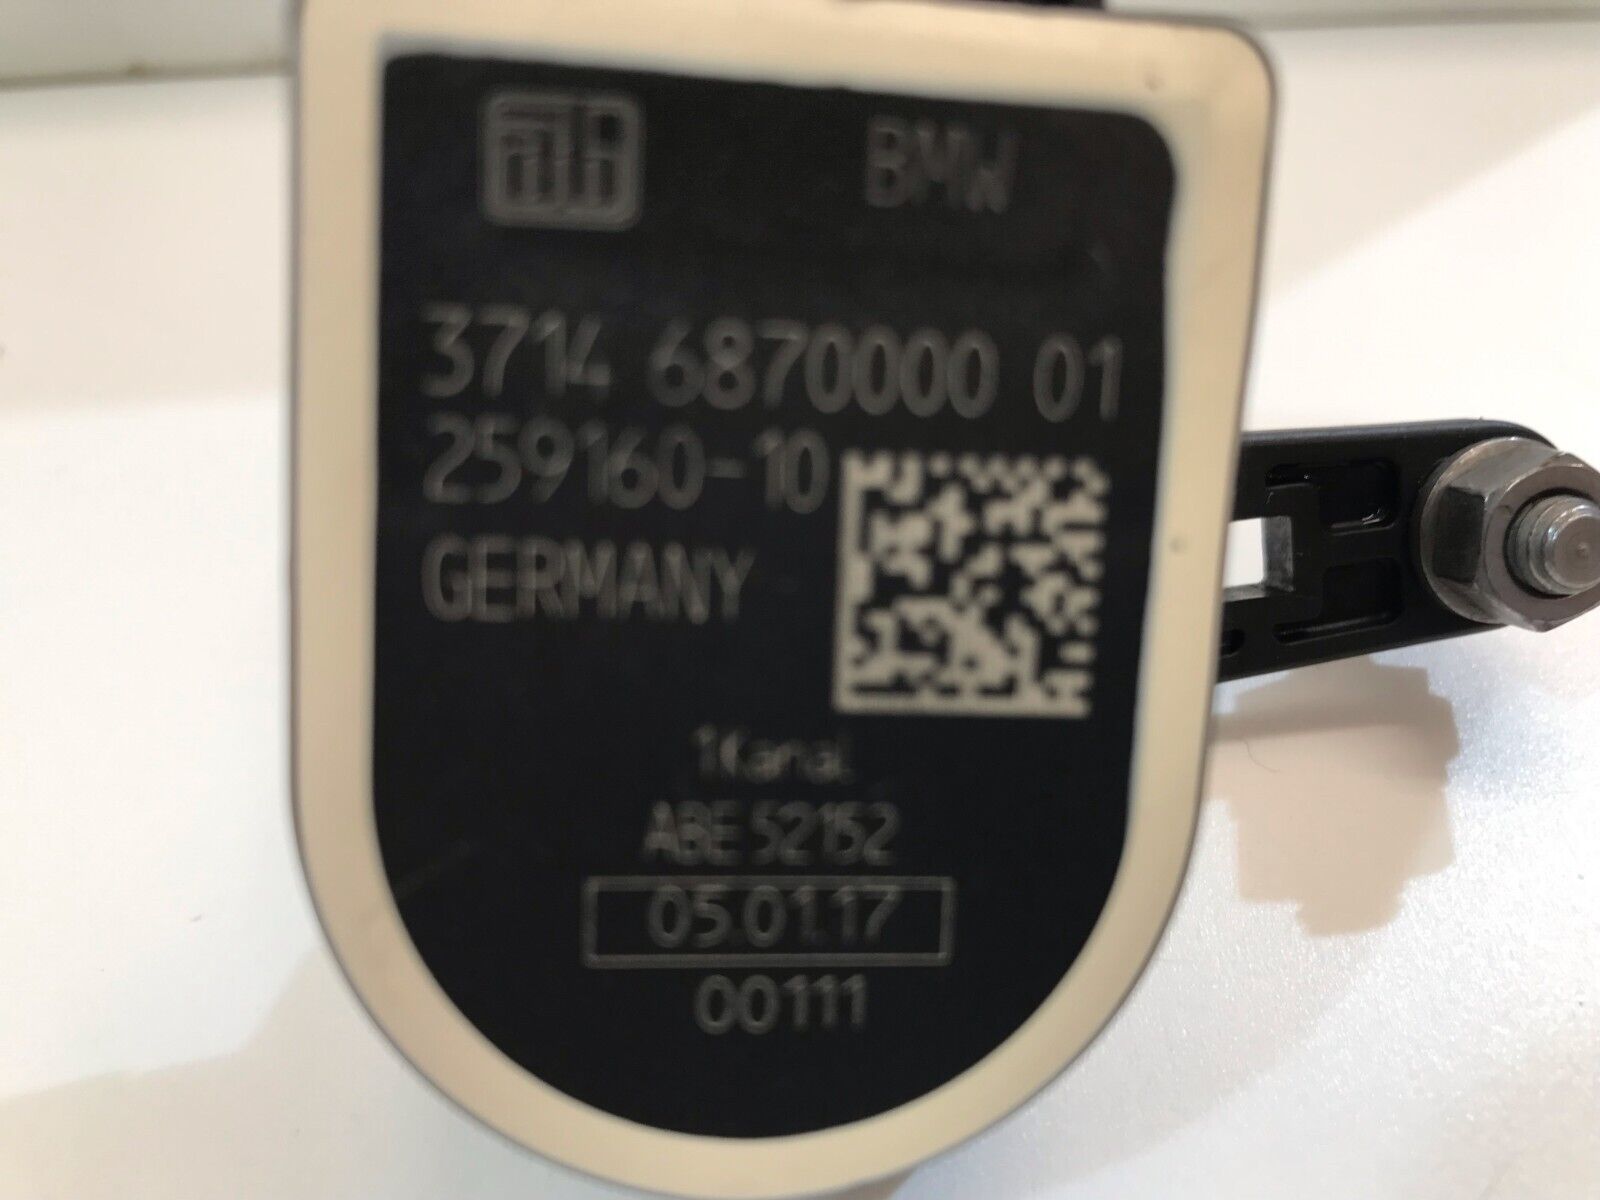 BMW
3714 6870000 01
259160-10
GERMANY
1Kanal
ABE 52152
05.01.17
00111